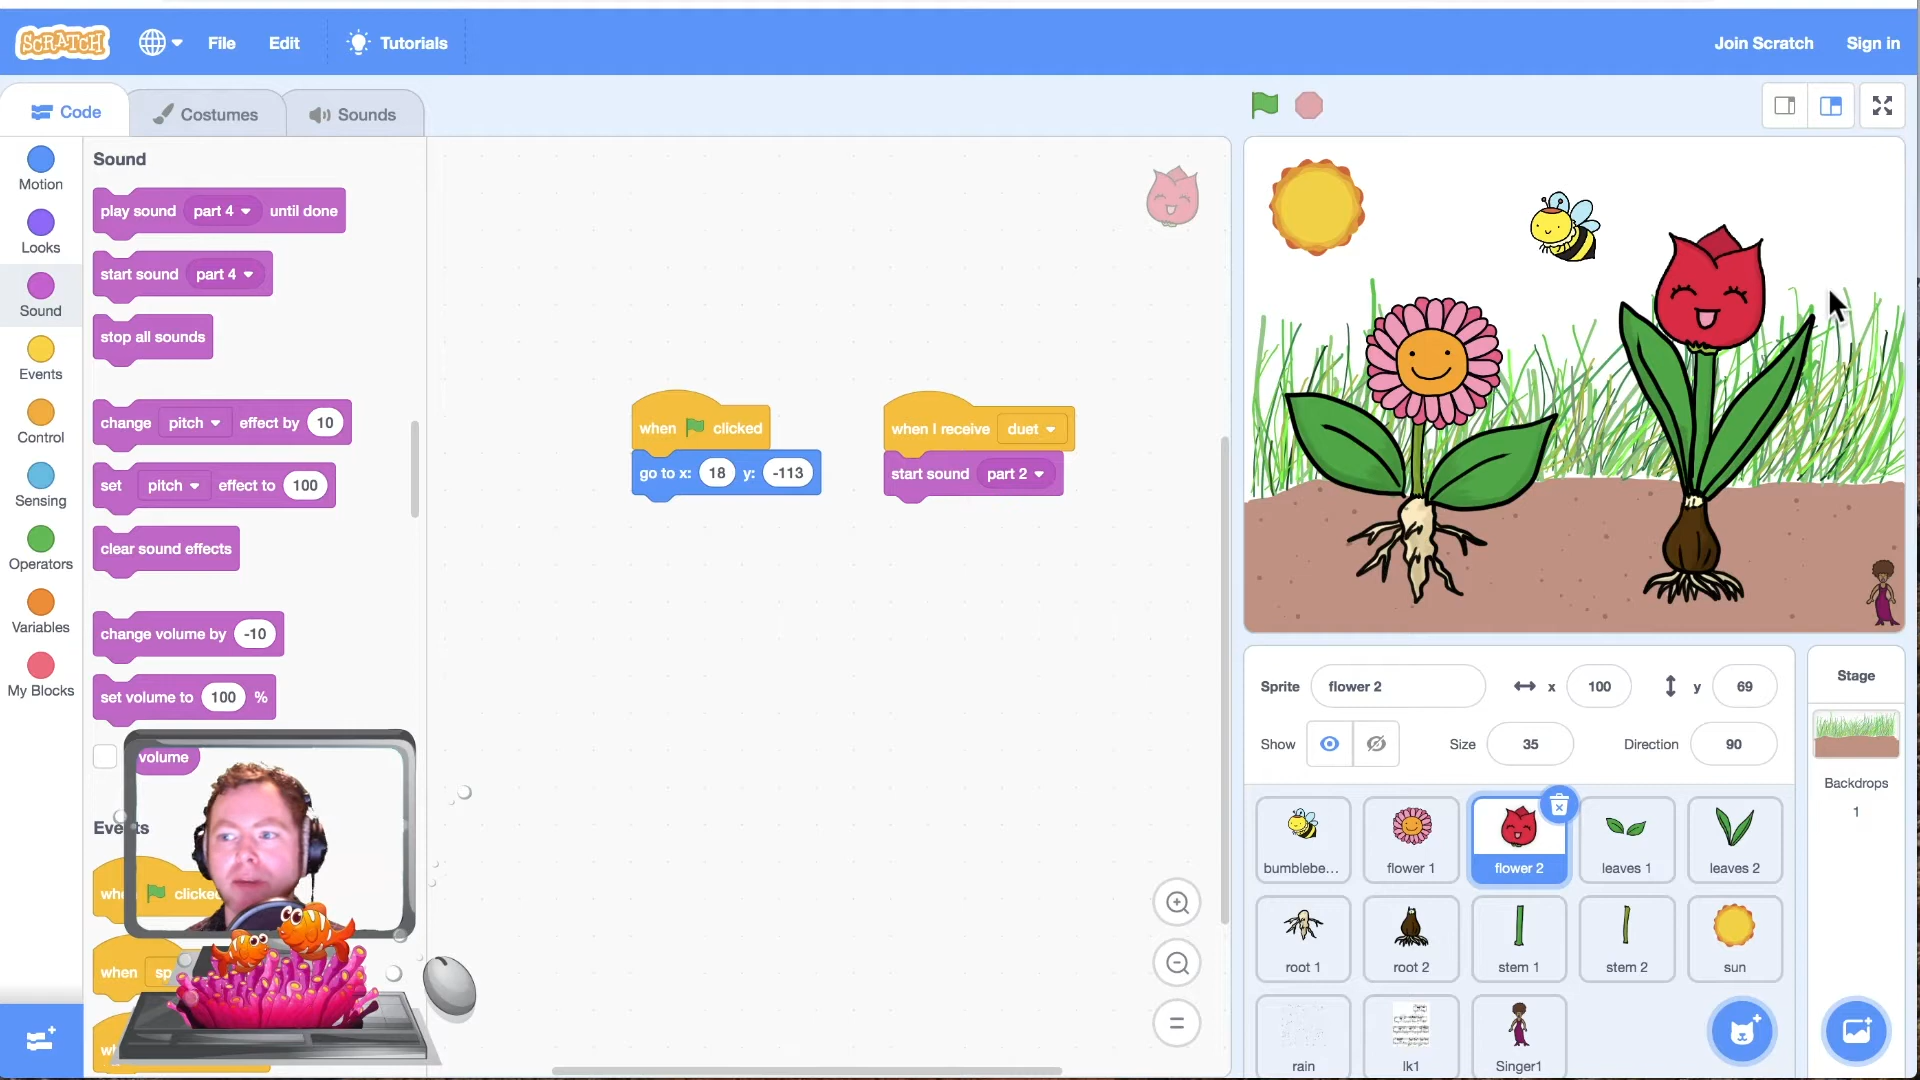 SCRATCH
File
Edit
Tutorials
Join Scratch
Sign in
Code
Costumes
Sounds
Motion
Looks
Sound
Events
Control
Sensing
Operators
Variables
My Blocks
Sound
play sound part 4 until done
start sound part 4
stop all sounds
change pitch effect by 10
set pitch effect to 100
clear sound effects
change volume by -10
set volume to 100 %
volume
Events
when clicked
when
when clicked
go to x: 18 y: -113
when I receive duet
start sound part 2
Sprite flower 2 x 100 y 69
Show Size 35 Direction 90
Stage
Backdrops
1
bumblebe...
flower 1
flower 2
leaves 1
leaves 2
root 1
root 2
stem 1
stem 2
sun
rain
lk1
Singer1